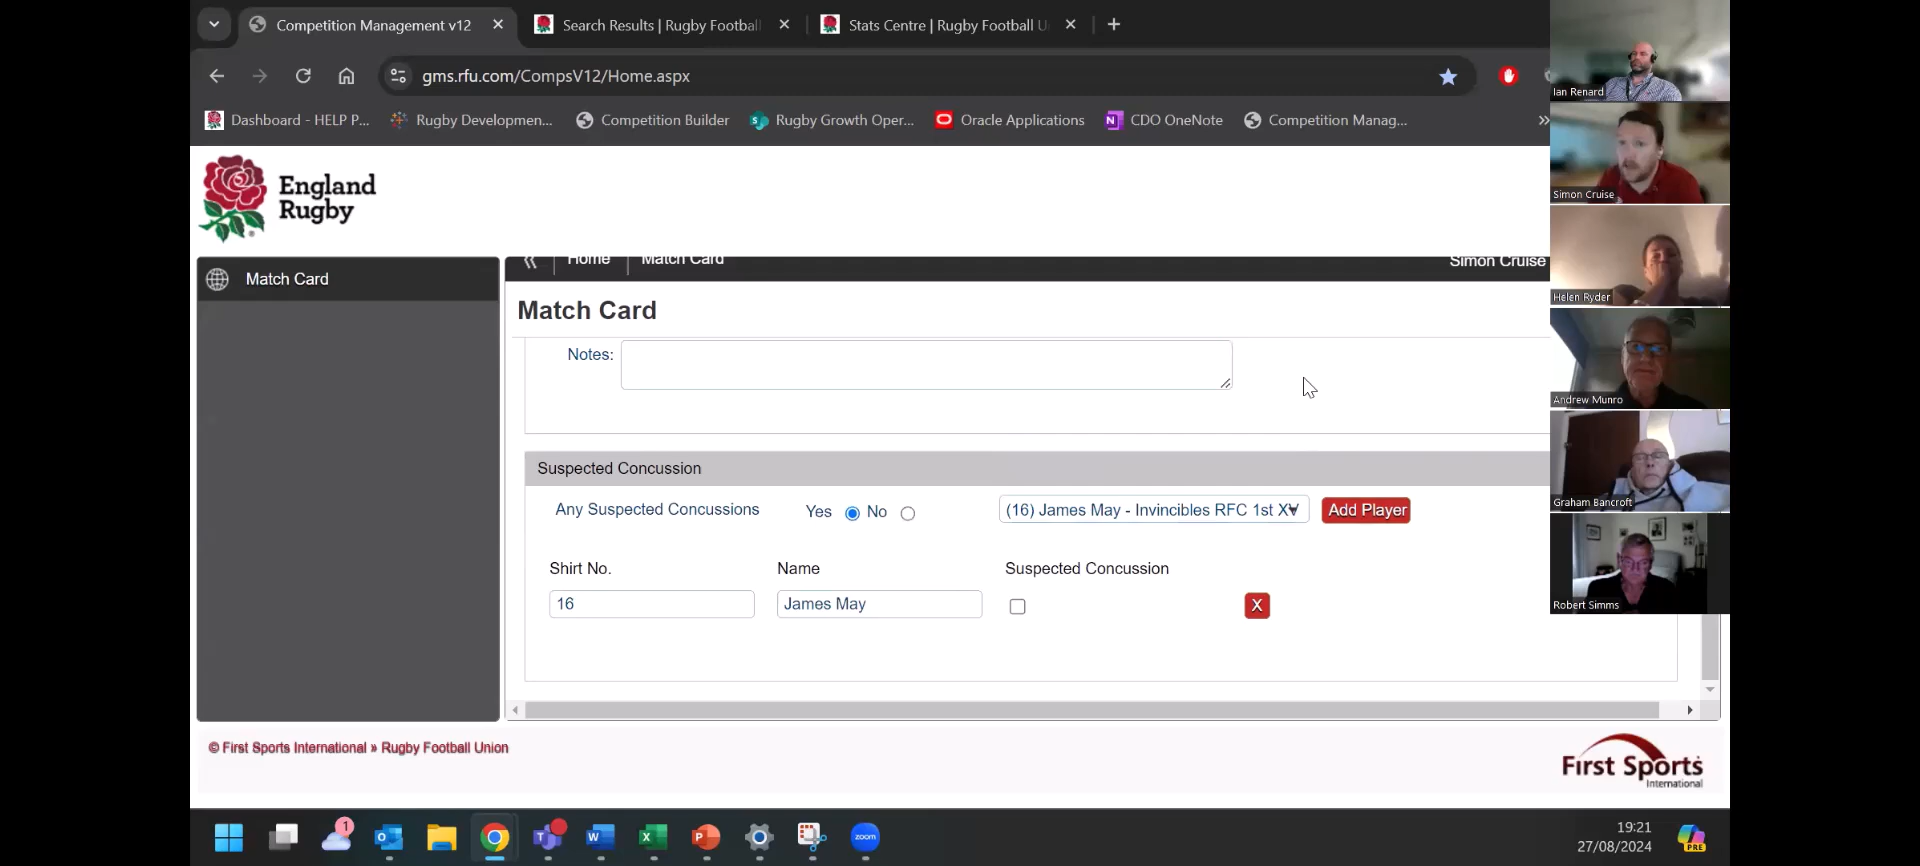 Competition Management v12
Search Results | Rugby Football
Stats Centre | Rugby Football U
gms.rfu.com/CompsV12/Home.aspx
Dashboard - HELP P...
Rugby Developmen...
Competition Builder
Rugby Growth Oper...
Oracle Applications
CDO OneNote
Competition Manag...
England
Rugby
Match Card
Home
Match Card
Simon Cruise
Match Card
Notes:
Suspected Concussion
Any Suspected Concussions
Yes
No
(16) James May - Invincibles RFC 1st XV
Add Player
Shirt No.
Name
Suspected Concussion
16
James May
X
© First Sports International » Rugby Football Union
First Sports
International
Ian Renard
Simon Cruise
Helen Ryder
Andrew Munro
Graham Bancroft
Robert Simms
1
zoom
19:21
27/08/2024
PRE